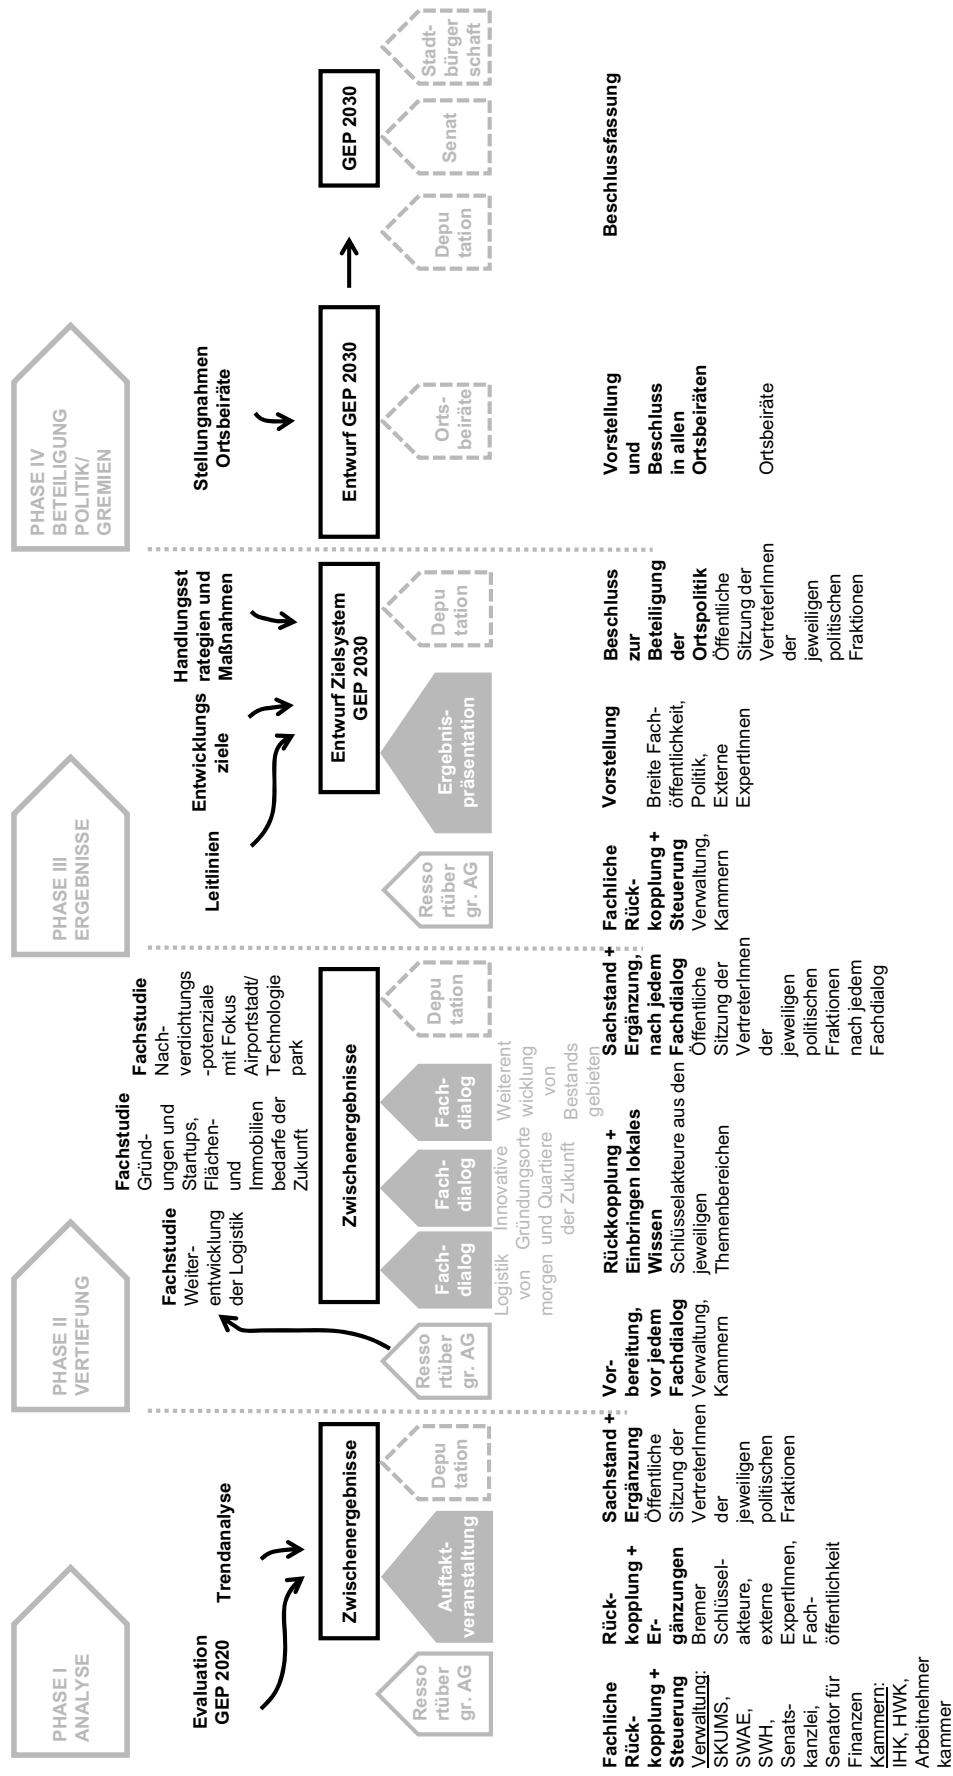 PHASE I
ANALYSE
PHASE II
VERTIEFUNG
PHASE III
ERGEBNISSE
PHASE IV
BETEILIGUNG
POLITIK/
GREMIEN
Evaluation
GEP 2020
Trendanalyse
Fachstudie
Weiter-
entwicklung
der Logistik
Fachstudie
Gründ-
ungen und
Startups,
Flächen-
und
Immobilien
bedarfe der
Zukunft
Fachstudie
Nach-
verdichtungs
-potenziale
mit Fokus
Airportstadt/
Technologie
park
Leitlinien
Entwicklungs
ziele
Handlungsst
rategien und
Maßnahmen
Stellungnahmen
Ortsbeiräte
Zwischenergebnisse
Zwischenergebnisse
Entwurf Zielsystem
GEP 2030
Entwurf GEP 2030
GEP 2030
Resso
rtüber
gr. AG
Auftakt-
veranstaltung
Depu
tation
Resso
rtüber
gr. AG
Fach-
dialog
Fach-
dialog
Fach-
dialog
Depu
tation
Resso
rtüber
gr. AG
Ergebnis-
präsentation
Depu
tation
Orts-
beiräte
Depu
tation
Senat
Stadt-
bürger
schaft
Logistik
von
morgen
Innovative
Gründungsorte
und Quartiere
der Zukunft
Weiterent
wicklung
von
Bestands
gebieten
Fachliche
Rück-
kopplung +
Steuerung
Verwaltung:
SKUMS,
SWAE,
SWH,
Senats-
kanzlei,
Senator für
Finanzen
Kammern:
IHK, HWK,
Arbeitnehmer
kammer
Rück-
kopplung +
Er-
gänzungen
Bremer
Schlüssel-
akteure,
externe
ExpertInnen,
Fach-
öffentlichkeit
Sachstand +
Ergänzung
Öffentliche
Sitzung der
VertreterInnen
der
jeweiligen
politischen
Fraktionen
Vor-
bereitung,
vor jedem
Fachdialog
Verwaltung,
Kammern
Rückkopplung +
Einbringen lokales
Wissen
Schlüsselakteure aus den
jeweiligen
Themenbereichen
Sachstand +
Ergänzung,
nach jedem
Fachdialog
Öffentliche
Sitzung der
VertreterInnen
der
jeweiligen
politischen
Fraktionen
nach jedem
Fachdialog
Fachliche
Rück-
kopplung +
Steuerung
Verwaltung,
Kammern
Vorstellung
Breite Fach-
öffentlichkeit,
Politik,
Externe
ExpertInnen
Beschluss
zur
Beteiligung
der
Ortspolitik
Öffentliche
Sitzung der
VertreterInnen
der
jeweiligen
politischen
Fraktionen
Vorstellung
und
Beschluss
in allen
Ortsbeiräten
Ortsbeiräte
Beschlussfassung